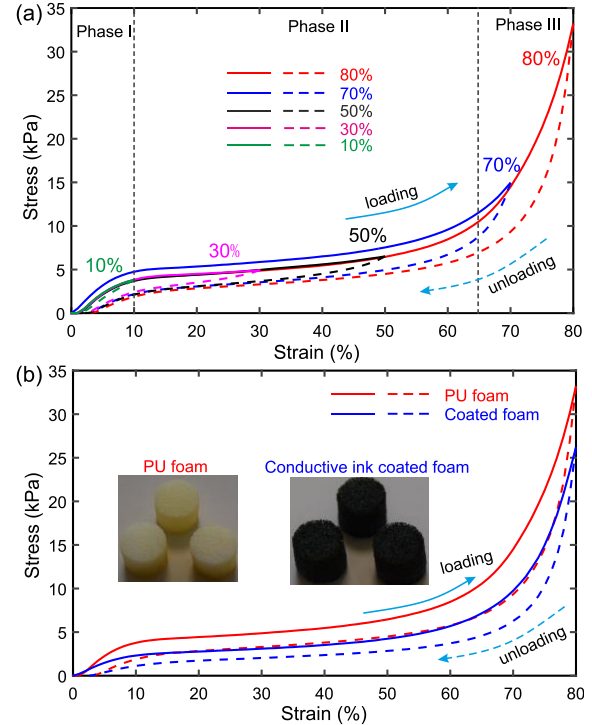 (a)
Phase I
Phase II
Phase III
35
30
25
20
15
10
5
0
Stress (kPa)
80%
70%
50%
30%
10%
80%
70%
50%
30%
10%
loading
unloading
0
10
20
30
40
50
60
70
80
Strain (%)
(b)
35
30
25
20
15
10
5
0
Stress (kPa)
PU foam
Coated foam
PU foam
Conductive ink coated foam
loading
unloading
0
10
20
30
40
50
60
70
80
Strain (%)